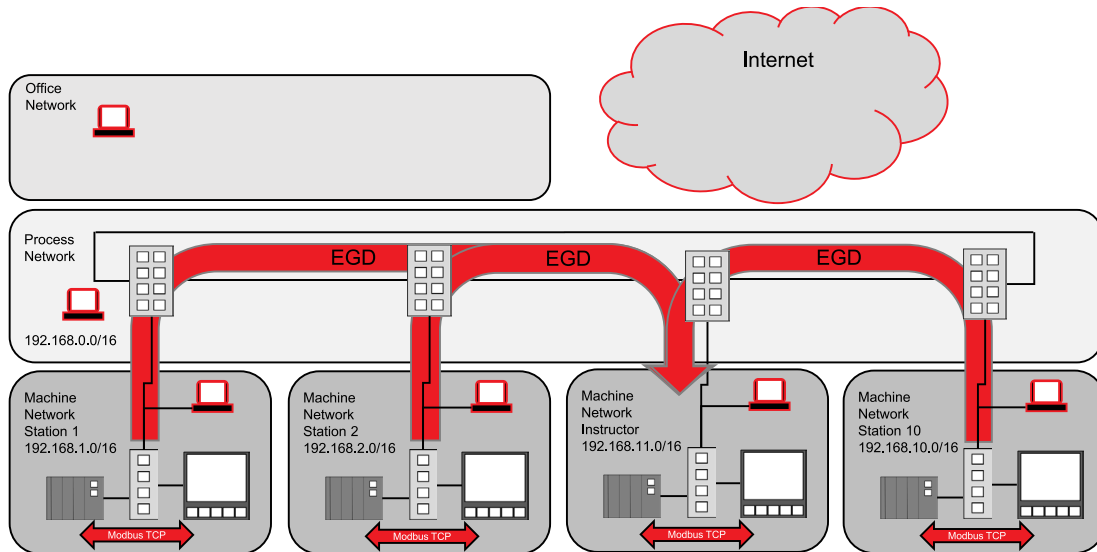 Internet
Office
Network
Process
Network
EGD
EGD
EGD
192.168.0.0/16
Machine
Network
Station 1
192.168.1.0/16
Machine
Network
Station 2
192.168.2.0/16
Machine
Network
Instructor
192.168.11.0/16
Machine
Network
Station 10
192.168.10.0/16
Modbus TCP
Modbus TCP
Modbus TCP
Modbus TCP